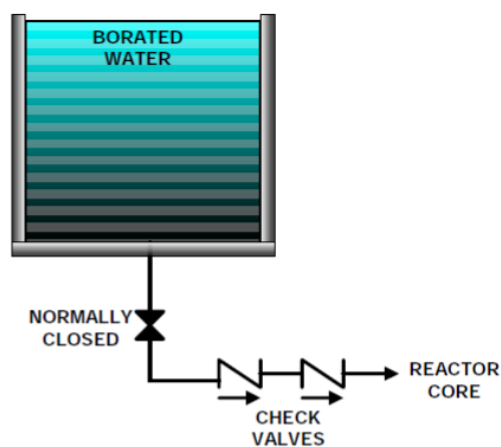 BORATED
WATER
NORMALLY
CLOSED
REACTOR
CORE
CHECK
VALVES